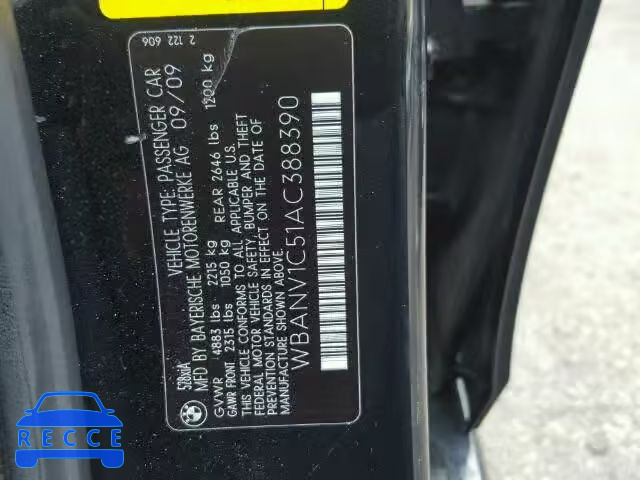 2 122 606
528xiA
VEHICLE TYPE: PASSENGER CAR
MFD BY BAYERISCHE MOTORENWERKE AG 09/09
GVWR 4883 lbs 2215 kg
GAWR FRONT 2315 lbs 1050 kg REAR 2646 lbs 1200 kg
THIS VEHICLE CONFORMS TO ALL APPLICABLE U.S.
FEDERAL MOTOR VEHICLE SAFETY, BUMPER AND THEFT
PREVENTION STANDARDS IN EFFECT ON THE DATE OF
MANUFACTURE SHOWN ABOVE.
WBANV1C51AC388390
RECCE